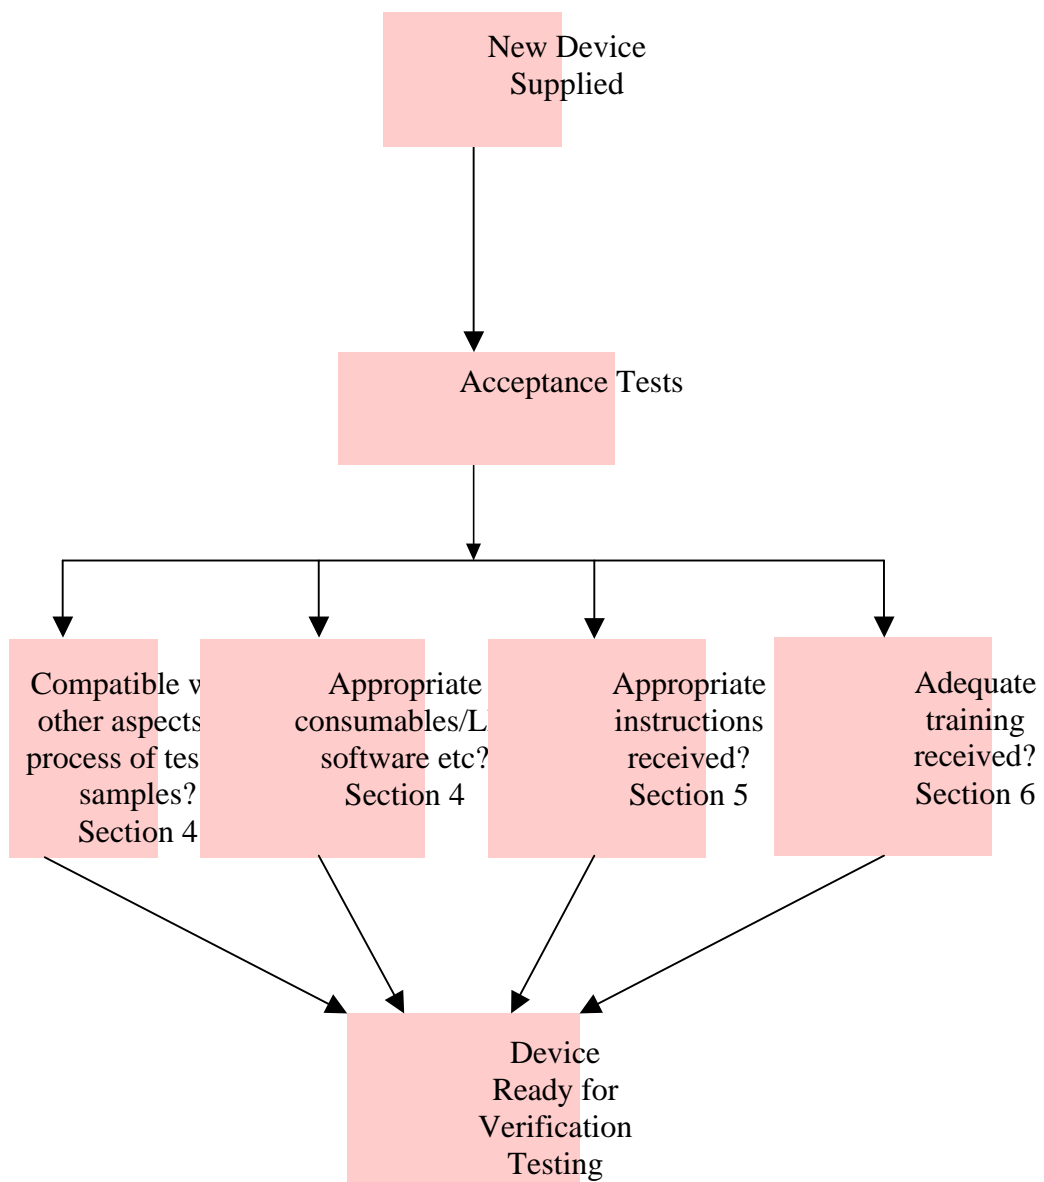 New Device
Supplied
Acceptance Tests
Compatible
other aspects
process of
samples?
Section 4
Appropriate
consumables/L
software etc?
Section 4
Appropriate
instructions
received?
Section 5
Adequate
training
received?
Section 6
Device
Ready for
Verification
Testing